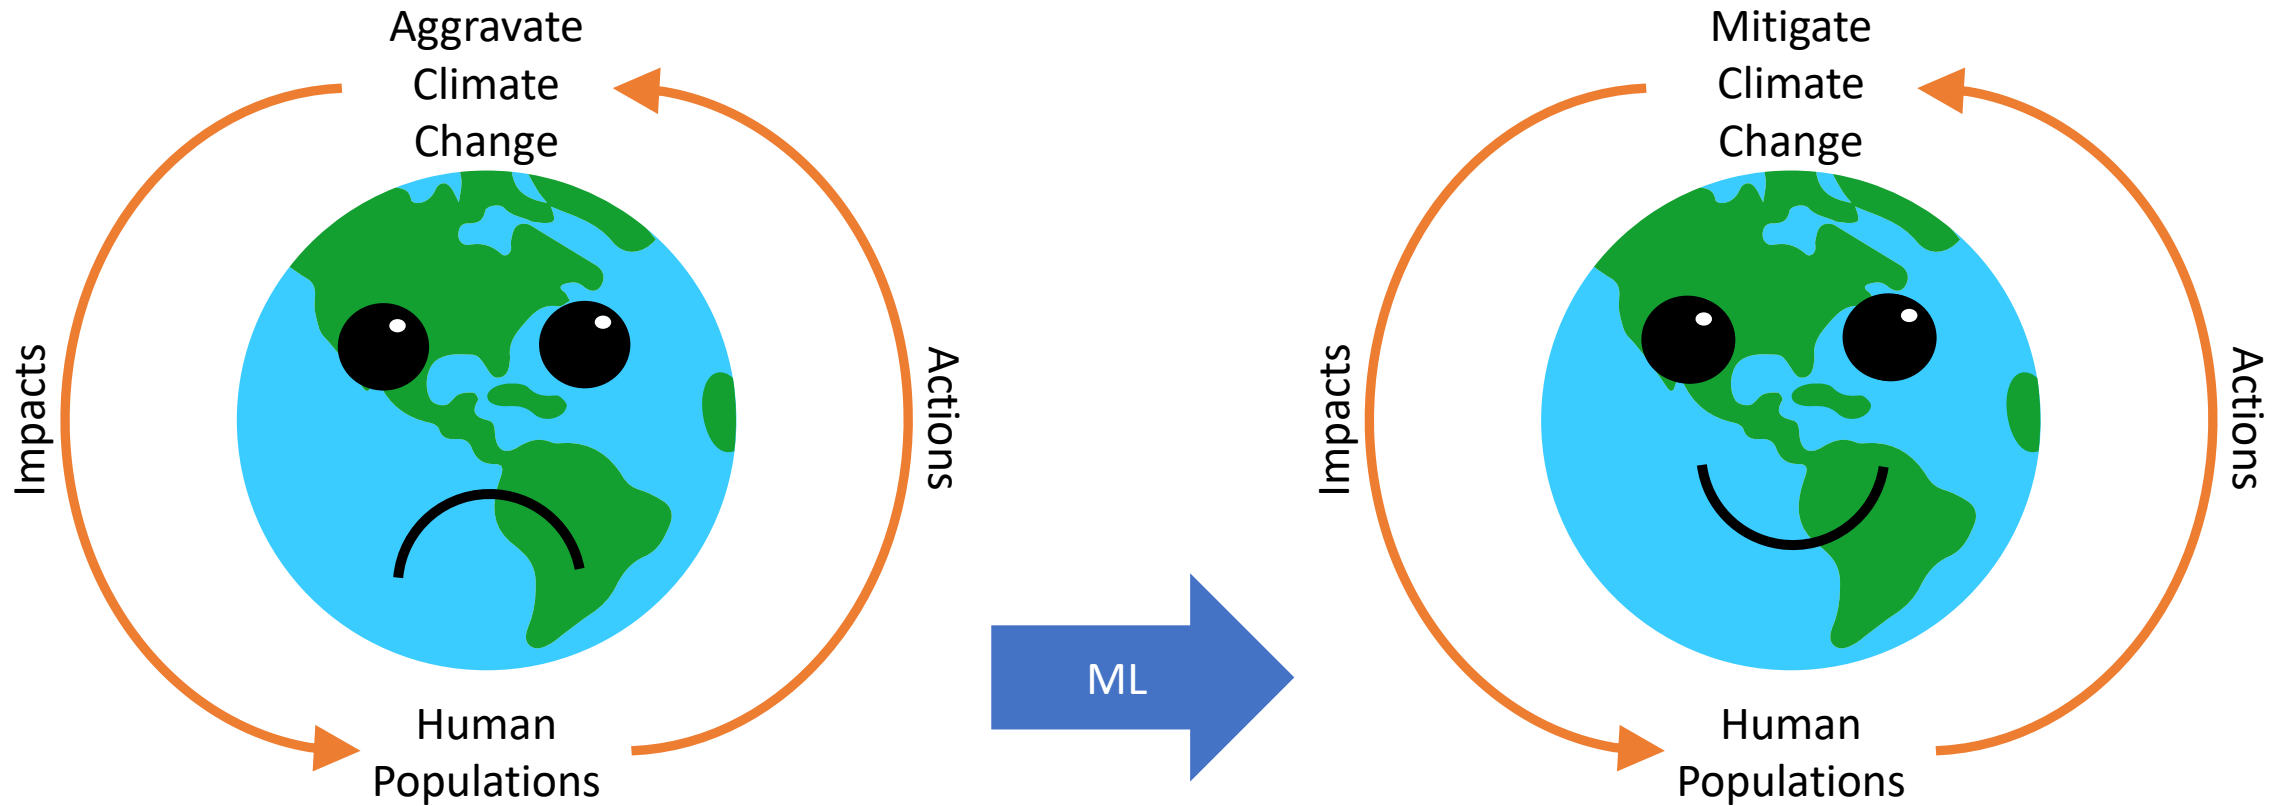 Aggravate
Climate
Change
Impacts
Actions
Human
Populations
ML
Mitigate
Climate
Change
Impacts
Actions
Human
Populations